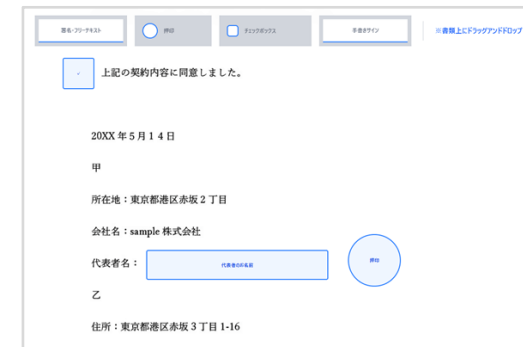 署名・フリーテキスト 押印 チェックボックス 手書きサイン ※書類上にドラッグアンドドロップ
✓ 上記の契約内容に同意しました。
20XX 年 5 月 1 4 日
甲
所在地：東京都港区赤坂 2 丁目
会社名：sample 株式会社
代表者名： 代表者のお名前 押印
乙
住所：東京都港区赤坂 3 丁目 1-16